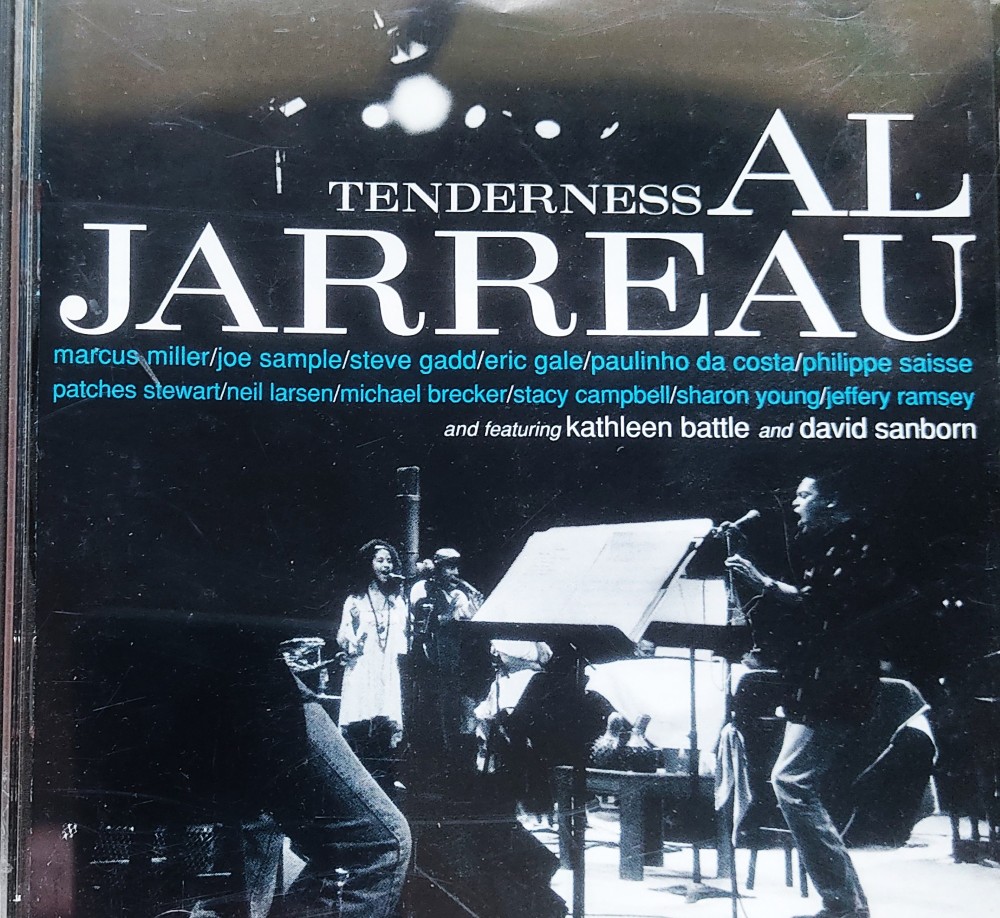 TENDERNESS AL
JARREAU
marcus miller/joe sample/steve gadd/eric gale/paulinho da costa/philippe saisse
patches stewart/neil larsen/michael brecker/stacy campbell/sharon young/jeffery ramsey
and featuring kathleen battle and david sanborn